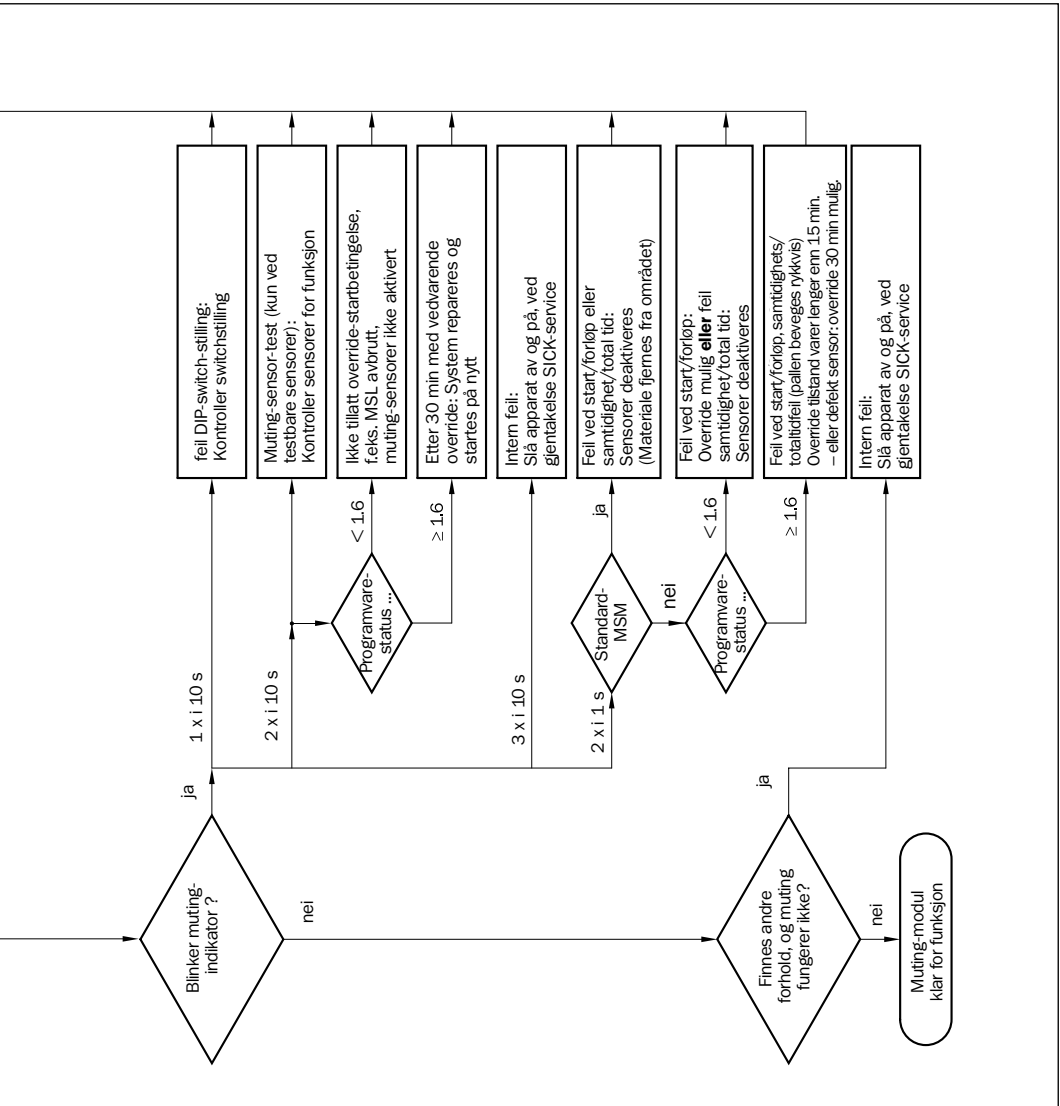 Blinker muting-
indikator ?
ja
nei
1 x i 10 s
feil DIP-switch-stilling:
Kontroller switchstilling
2 x i 10 s
Muting-sensor-test (kun ved
testbare sensorer):
Kontroller sensorer for funksjon
Programvare-
status ...
< 1.6
Ikke tillatt override-startbetingelse,
f.eks. MSL avbrutt,
muting-sensorer ikke aktivert
≥ 1.6
Etter 30 min med vedvarende
override: System repareres og
startes på nytt
3 x i 10 s
Intern feil:
Slå apparat av og på, ved
gjentakelse SICK-service
2 x i 1 s
Standard-
MSM
ja
Feil ved start/forløp eller
samtidighet/total tid:
Sensorer deaktiveres
(Materiale fjernes fra området)
nei
Programvare-
status ...
< 1.6
Feil ved start/forløp:
Override mulig eller feil
samtidighet/total tid:
Sensorer deaktiveres
≥ 1.6
Feil ved start/forløp, samtidighets/
totaltidfeil (pallen beveges rykkvis)
Override tilstand varer lenger enn 15 min.
– eller defekt sensor: override 30 min mulig.
Finnes andre
forhold, og muting
fungerer ikke?
ja
Intern feil:
Slå apparat av og på, ved
gjentakelse SICK-service
nei
Muting-modul
klar for funksjon